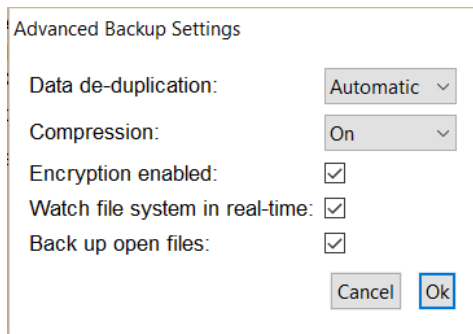 Advanced Backup Settings
Data de-duplication: Automatic
Compression: On
Encryption enabled:
Watch file system in real-time:
Back up open files:
Cancel Ok